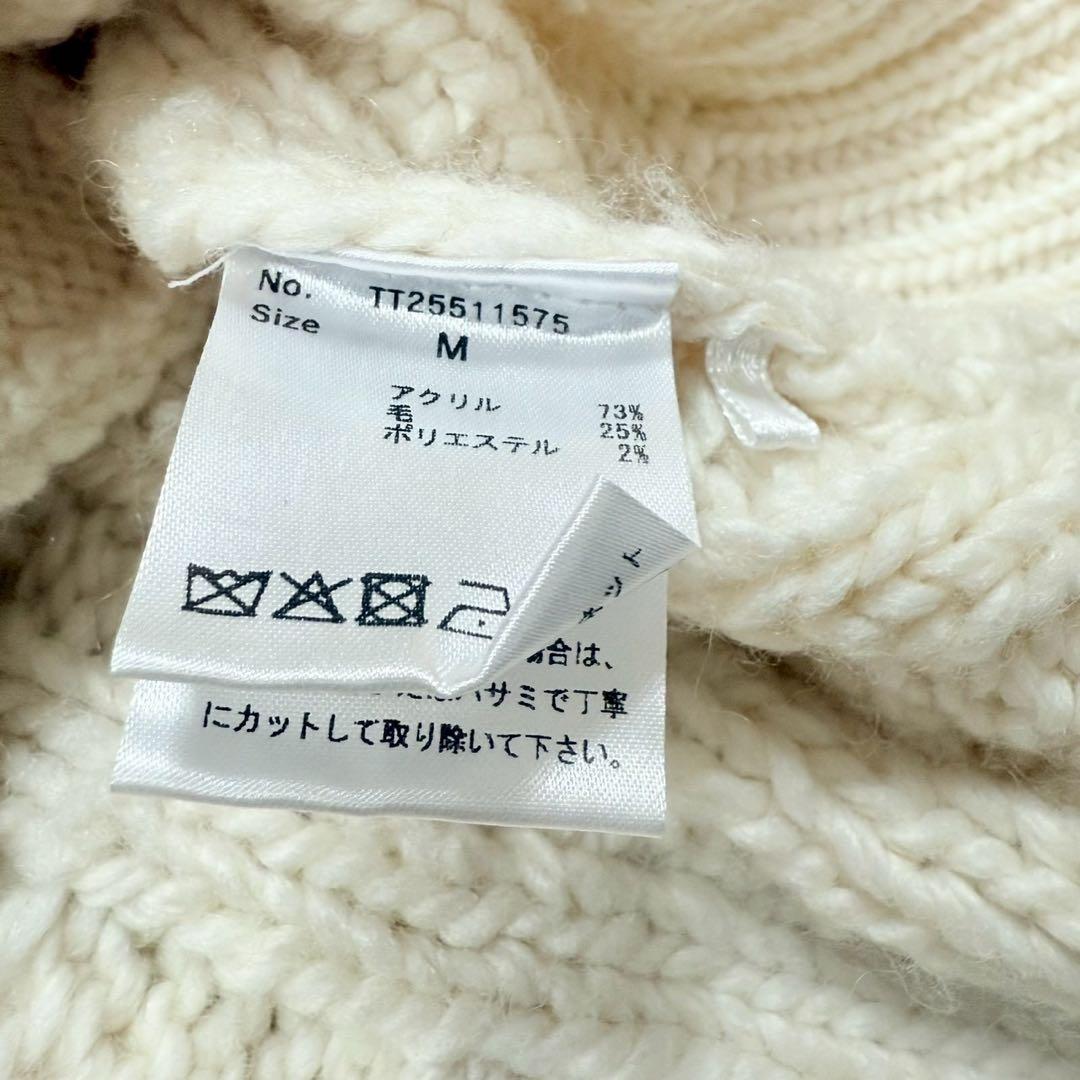 No. TT25511575
Size M
アクリル 73%
毛 25%
ポリエステル 2%
場合は、
ハサミで丁寧
にカットして取り除いて下さい。